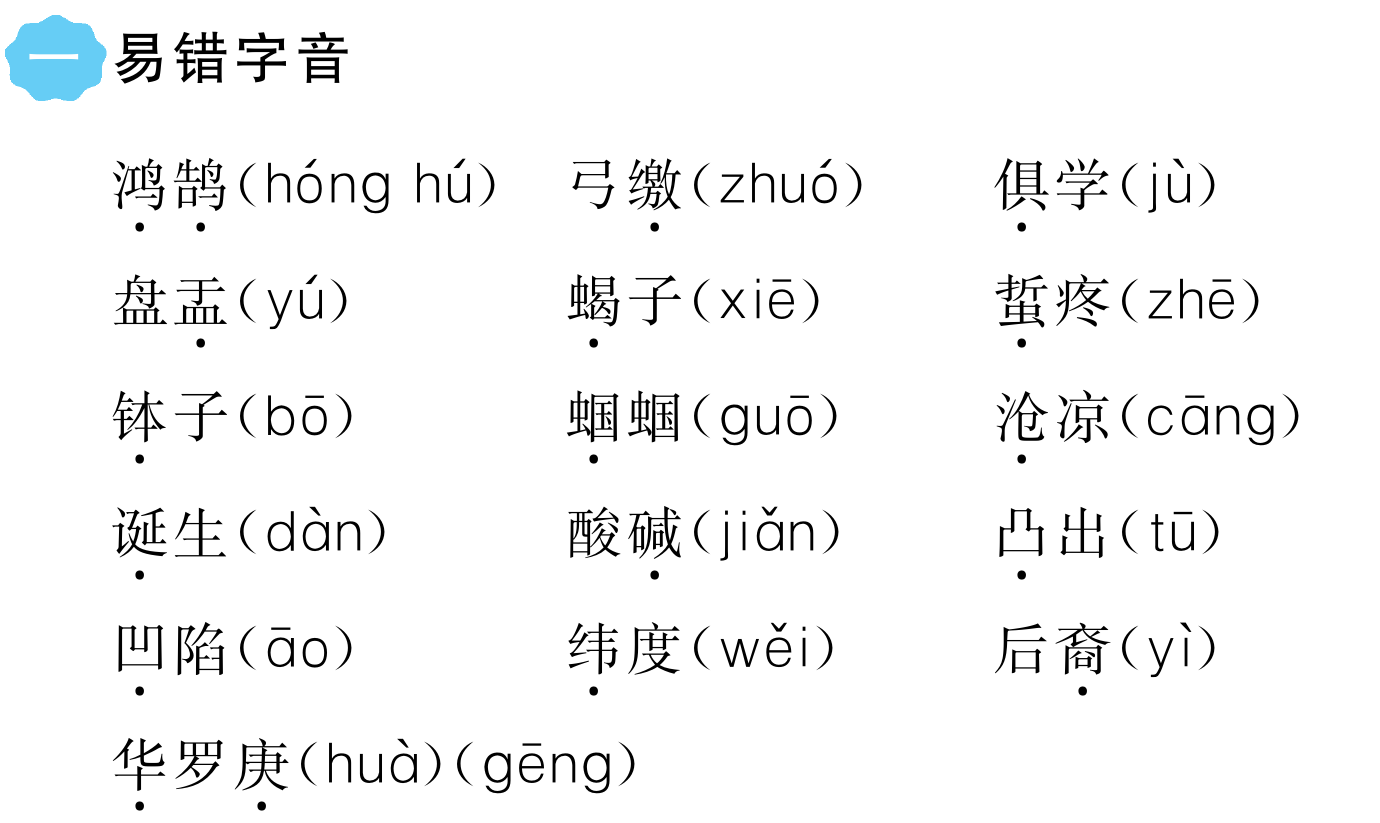 一 易错字音
鸿鹄(hóng hú) 弓缴(zhuó) 俱学(jù)
盘盂(yú) 蝎子(xiē) 蜇疼(zhē)
钵子(bō) 蝈蝈(guō) 沧凉(cāng)
诞生(dàn) 酸碱(jiǎn) 凸出(tū)
凹陷(āo) 纬度(wěi) 后裔(yì)
华罗庚(huà)(gēng)